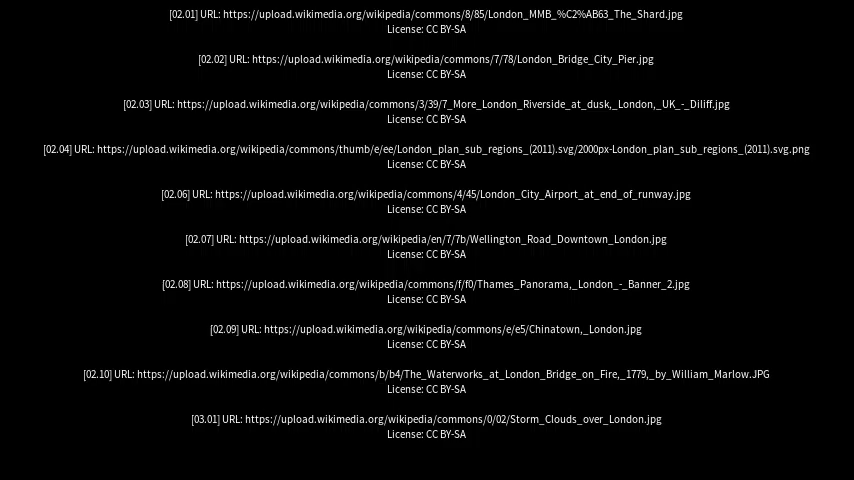 [02.01] URL: https://upload.wikimedia.org/wikipedia/commons/8/85/London_MMB_%C2%AB63_The_Shard.jpg
License: CC BY-SA
[02.02] URL: https://upload.wikimedia.org/wikipedia/commons/7/78/London_Bridge_City_Pier.jpg
License: CC BY-SA
[02.03] URL: https://upload.wikimedia.org/wikipedia/commons/3/39/7_More_London_Riverside_at_dusk,_London,_UK_-_Diliff.jpg
License: CC BY-SA
[02.04] URL: https://upload.wikimedia.org/wikipedia/commons/thumb/e/ee/London_plan_sub_regions_(2011).svg/2000px-London_plan_sub_regions_(2011).svg.png
License: CC BY-SA
[02.06] URL: https://upload.wikimedia.org/wikipedia/commons/4/45/London_City_Airport_at_end_of_runway.jpg
License: CC BY-SA
[02.07] URL: https://upload.wikimedia.org/wikipedia/en/7/7b/Wellington_Road_Downtown_London.jpg
License: CC BY-SA
[02.08] URL: https://upload.wikimedia.org/wikipedia/commons/f/f0/Thames_Panorama,_London_-_Banner_2.jpg
License: CC BY-SA
[02.09] URL: https://upload.wikimedia.org/wikipedia/commons/e/e5/Chinatown,_London.jpg
License: CC BY-SA
[02.10] URL: https://upload.wikimedia.org/wikipedia/commons/b/b4/The_Waterworks_at_London_Bridge_on_Fire,_1779,_by_William_Marlow.JPG
License: CC BY-SA
[03.01] URL: https://upload.wikimedia.org/wikipedia/commons/0/02/Storm_Clouds_over_London.jpg
License: CC BY-SA